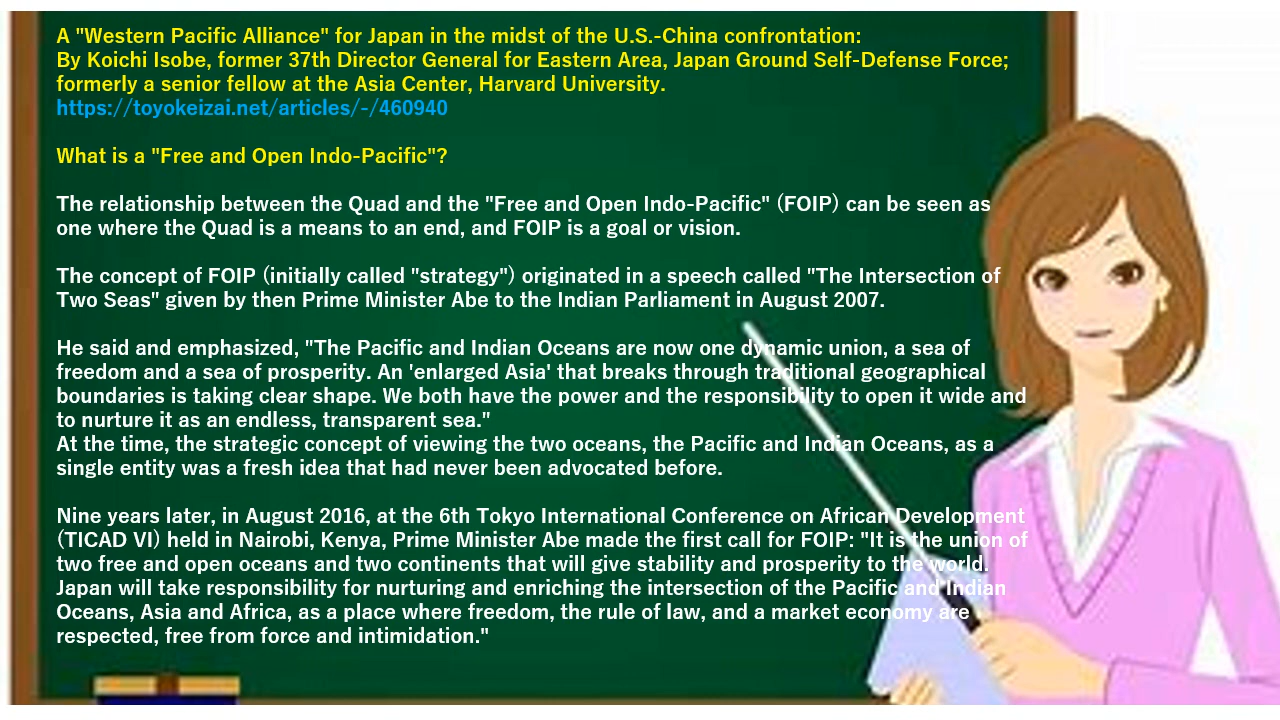 A "Western Pacific Alliance" for Japan in the midst of the U.S.-China confrontation:
By Koichi Isobe, former 37th Director General for Eastern Area, Japan Ground Self-Defense Force;
formerly a senior fellow at the Asia Center, Harvard University.
https://toyokeizai.net/articles/-/460940
What is a "Free and Open Indo-Pacific"?
The relationship between the Quad and the "Free and Open Indo-Pacific" (FOIP) can be seen as
one where the Quad is a means to an end, and FOIP is a goal or vision.
The concept of FOIP (initially called "strategy") originated in a speech called "The Intersection of
Two Seas" given by then Prime Minister Abe to the Indian Parliament in August 2007.
He said and emphasized, "The Pacific and Indian Oceans are now one dynamic union, a sea of
freedom and a sea of prosperity. An 'enlarged Asia' that breaks through traditional geographical
boundaries is taking clear shape. We both have the power and the responsibility to open it wide and
to nurture it as an endless, transparent sea."
At the time, the strategic concept of viewing the two oceans, the Pacific and Indian Oceans, as a
single entity was a fresh idea that had never been advocated before.
Nine years later, in August 2016, at the 6th Tokyo International Conference on African Development
(TICAD VI) held in Nairobi, Kenya, Prime Minister Abe made the first call for FOIP: "It is the union of
two free and open oceans and two continents that will give stability and prosperity to the world.
Japan will take responsibility for nurturing and enriching the intersection of the Pacific and Indian
Oceans, Asia and Africa, as a place where freedom, the rule of law, and a market economy are
respected, free from force and intimidation."